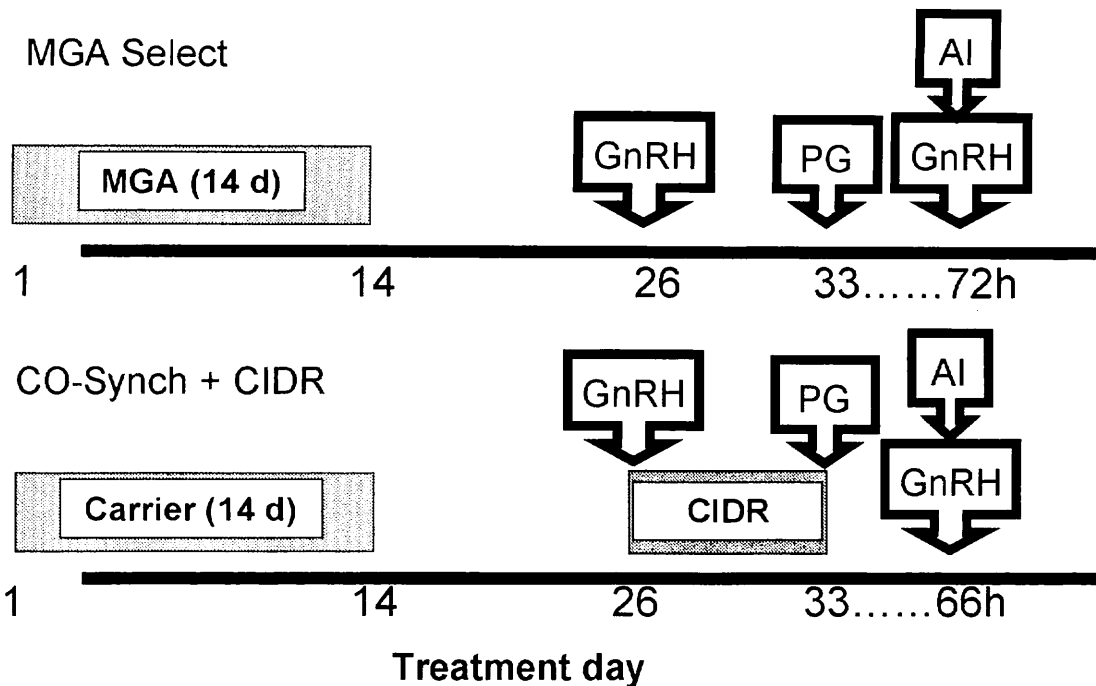 MGA Select
AI
MGA (14 d)
GnRH
PG
GnRH
1
14
26
33......72h
CO-Synch + CIDR
GnRH
PG
AI
Carrier (14 d)
CIDR
GnRH
1
14
26
33......66h
Treatment day